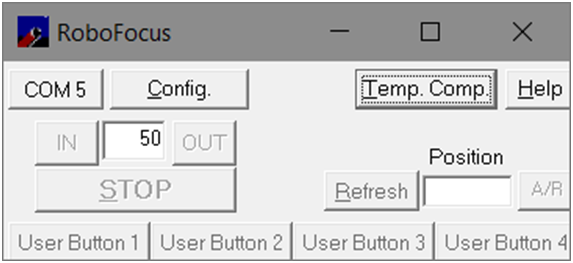 RoboFocus
COM 5 Config. Temp. Comp. Help
IN 50 OUT
Position
STOP Refresh A/R
User Button 1 User Button 2 User Button 3 User Button 4